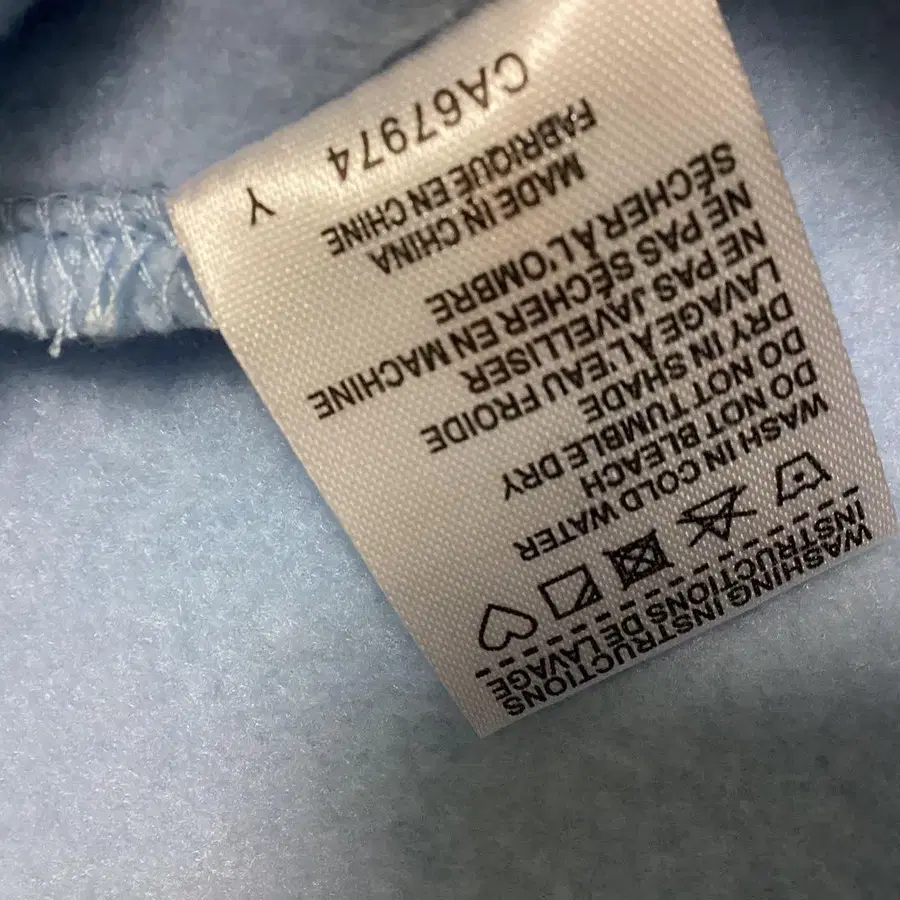 WASHING INSTRUCTIONS
INSTRUCTIONS DE LAVAGE
WASH IN COLD WATER
DO NOT BLEACH
DO NOT TUMBLE DRY
DRY IN SHADE
LAVAGE À L'EAU FROIDE
NE PAS JAVELLISER
NE PAS SÉCHER EN MACHINE
SÉCHER À L'OMBRE
MADE IN CHINA
FABRIQUE EN CHINE
CA67974
Y